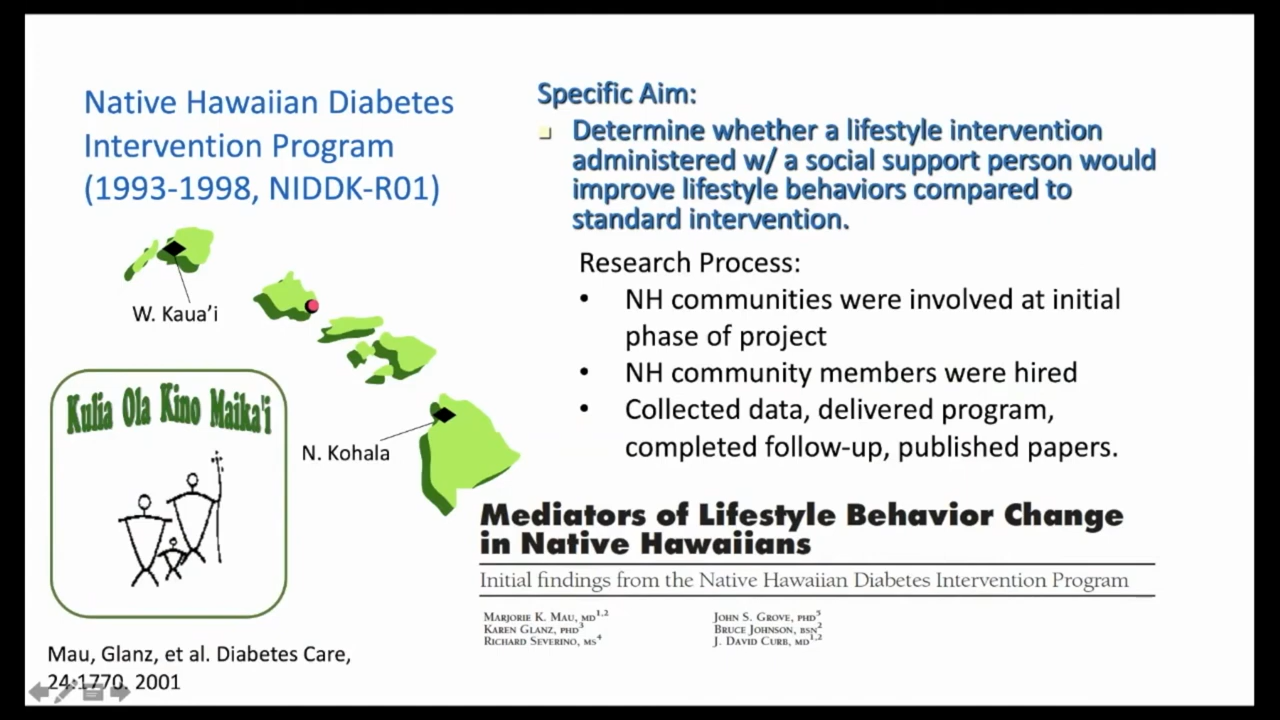 Native Hawaiian Diabetes
Intervention Program
(1993-1998, NIDDK-R01)
W. Kaua’i
N. Kohala
Kulia Ola Kino Maika'i
Mau, Glanz, et al. Diabetes Care,
24:1770, 2001
Specific Aim:
Determine whether a lifestyle intervention
administered w/ a social support person would
improve lifestyle behaviors compared to
standard intervention.
Research Process:
• NH communities were involved at initial
phase of project
• NH community members were hired
• Collected data, delivered program,
completed follow-up, published papers.
Mediators of Lifestyle Behavior Change
in Native Hawaiians
Initial findings from the Native Hawaiian Diabetes Intervention Program
MARJORIE K. MAU, MD1,2
KAREN GLANZ, PHD3
RICHARD SEVERINO, MS4
JOHN S. GROVE, PHD5
BRUCE JOHNSON, BSN2
J. DAVID CURB, MD1,2